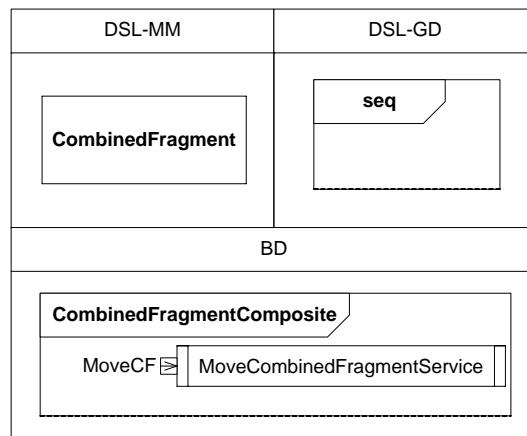 DSL-MM
DSL-GD
CombinedFragment
seq
BD
CombinedFragmentComposite
MoveCF
MoveCombinedFragmentService